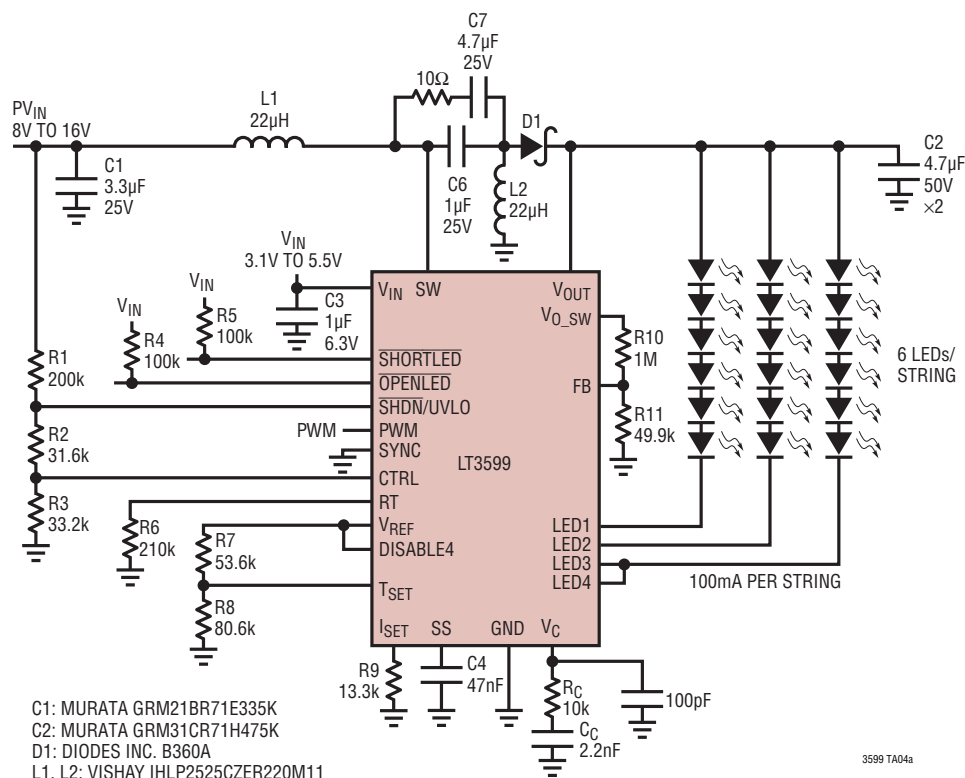 C7
4.7µF
25V
10Ω
PVIN
8V TO 16V
L1
22µH
D1
C1
3.3µF
25V
C6
1µF
25V
L2
22µH
C2
4.7µF
50V
×2
VIN
3.1V TO 5.5V
C3
1µF
6.3V
VIN
R5
100k
VIN
R4
100k
R1
200k
R2
31.6k
R3
33.2k
PWM
R6
210k
R7
53.6k
R8
80.6k
VIN
SW
VOUT
VO_SW
SHORTLED
OPENLED
SHDN/UVLO
PWM
SYNC
CTRL
RT
VREF
DISABLE4
TSET
ISET
SS
GND
VC
FB
LT3599
LED1
LED2
LED3
LED4
R10
1M
R11
49.9k
6 LEDs/
STRING
100mA PER STRING
R9
13.3k
C4
47nF
RC
10k
CC
2.2nF
100pF
C1: MURATA GRM21BR71E335K
C2: MURATA GRM31CR71H475K
D1: DIODES INC. B360A
L1, L2: VISHAY IHLP2525CZER220M11
3599 TA04a